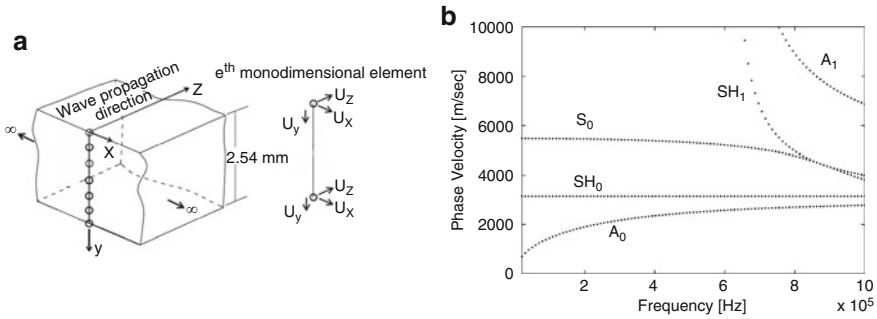 a
Wave propagation
direction
Z
∞
X
∞
y
2.54 mm
eth monodimensional element
UZ
Uy
UX
UZ
Uy
UX
b
Phase Velocity [m/sec]
10000
8000
6000
4000
2000
0
A1
SH1
S0
SH0
A0
2
4
6
8
10
Frequency [Hz]
x 10^5